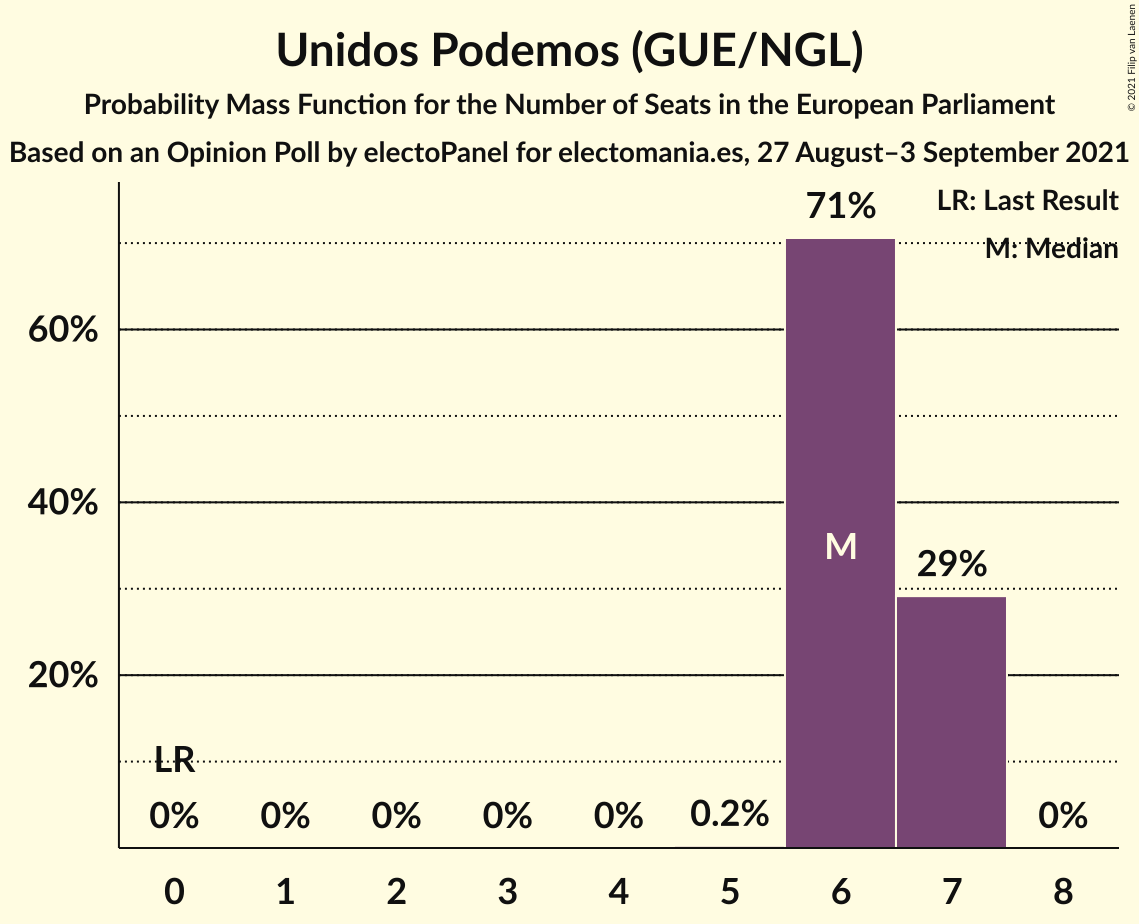 Unidos Podemos (GUE/NGL)
Probability Mass Function for the Number of Seats in the European Parliament
Based on an Opinion Poll by electoPanel for electomania.es, 27 August–3 September 2021
© 2021 Filip van Laenen
LR: Last Result
M: Median
71%
60%
40%
M
29%
20%
LR
0% 0% 0% 0% 0% 0.2% 0%
0 1 2 3 4 5 6 7 8